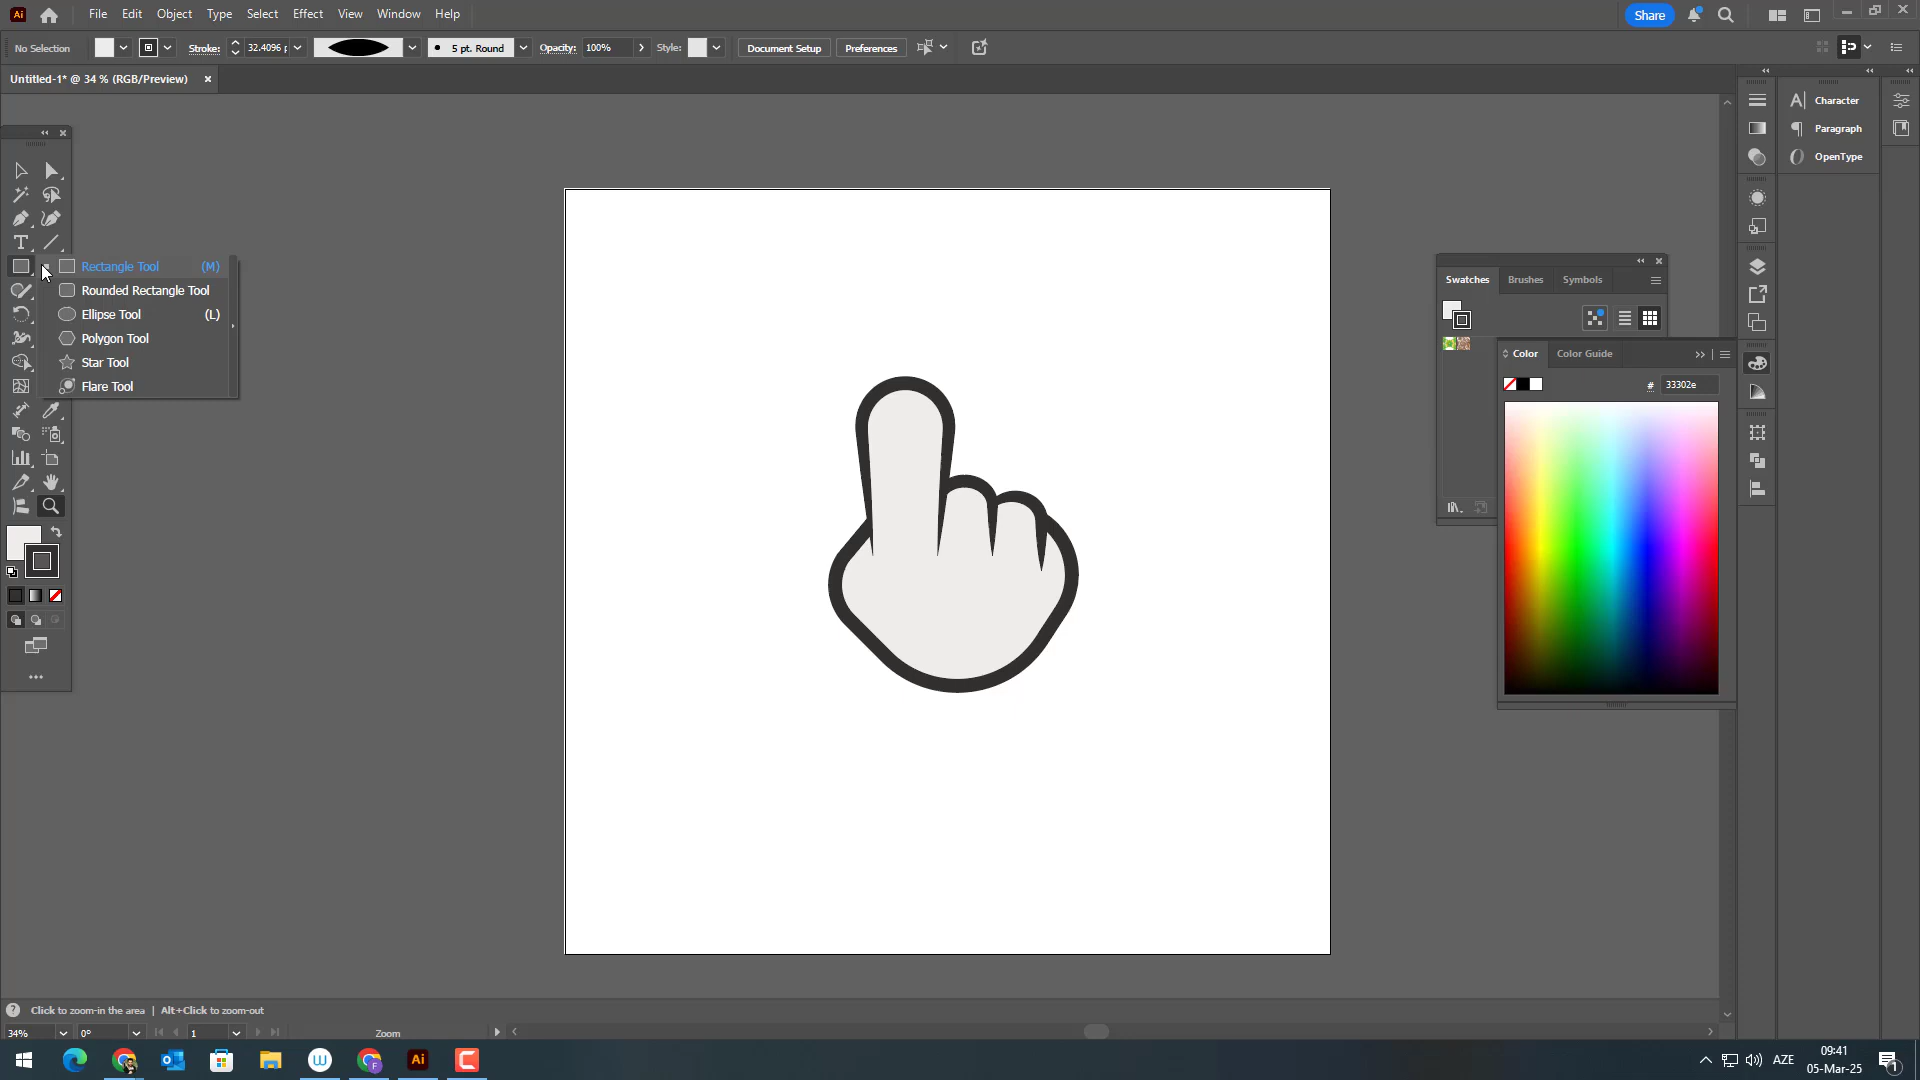 Ai File Edit Object Type Select Effect View Window Help Share
No Selection Stroke: 32.4096 p 5 pt. Round Opacity: 100% Style: Document Setup Preferences
Untitled-1* @ 34 % (RGB/Preview)
Character
Paragraph
OpenType
Rectangle Tool (M)
Rounded Rectangle Tool
Ellipse Tool (L)
Polygon Tool
Star Tool
Flare Tool
Swatches Brushes Symbols
Color Color Guide
# 33302e
Click to zoom-in the area | Alt+Click to zoom-out
34% 0° 1 Zoom
AZE
09:41
05-Mar-25
1